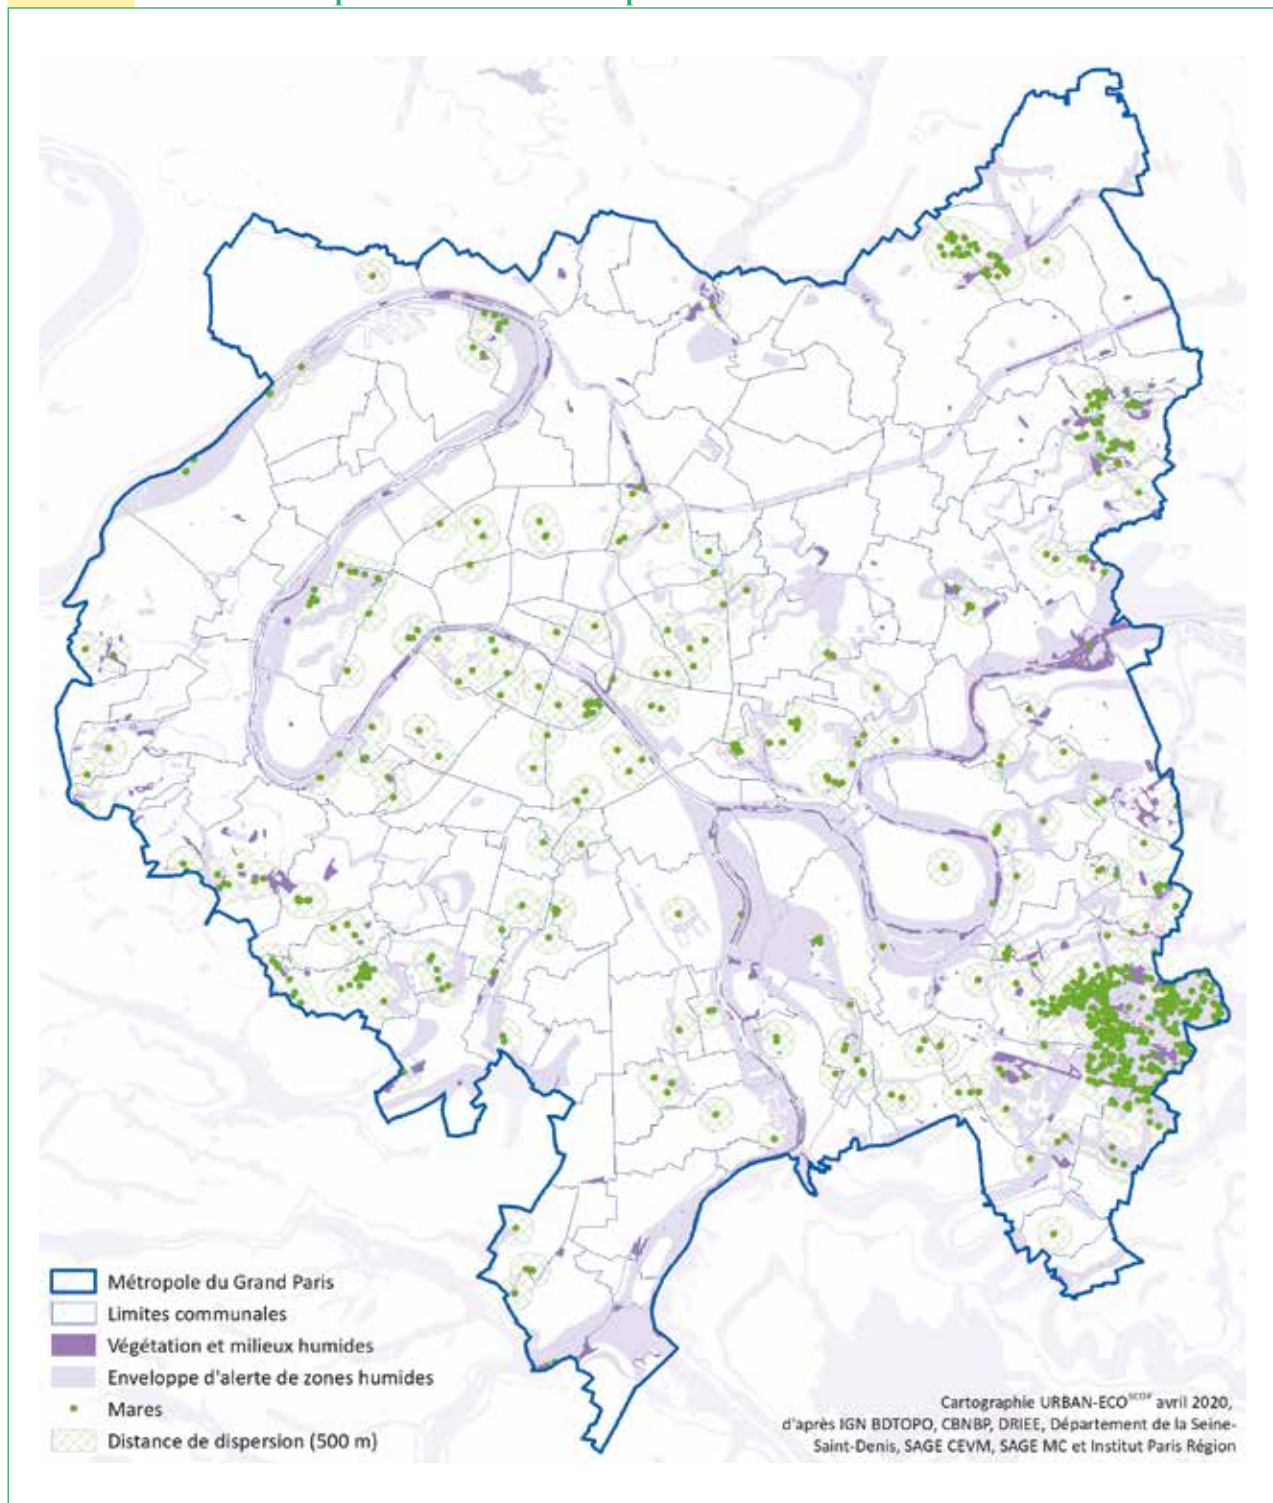 Métropole du Grand Paris
Limites communales
Végétation et milieux humides
Enveloppe d'alerte de zones humides
Mares
Distance de dispersion (500 m)
Cartographie URBAN-ECO avril 2020,
d'après IGN BDTOPO, CBNBP, DRIEE, Département de la Seine-
Saint-Denis, SAGE CEVM, SAGE MC et Institut Paris Région